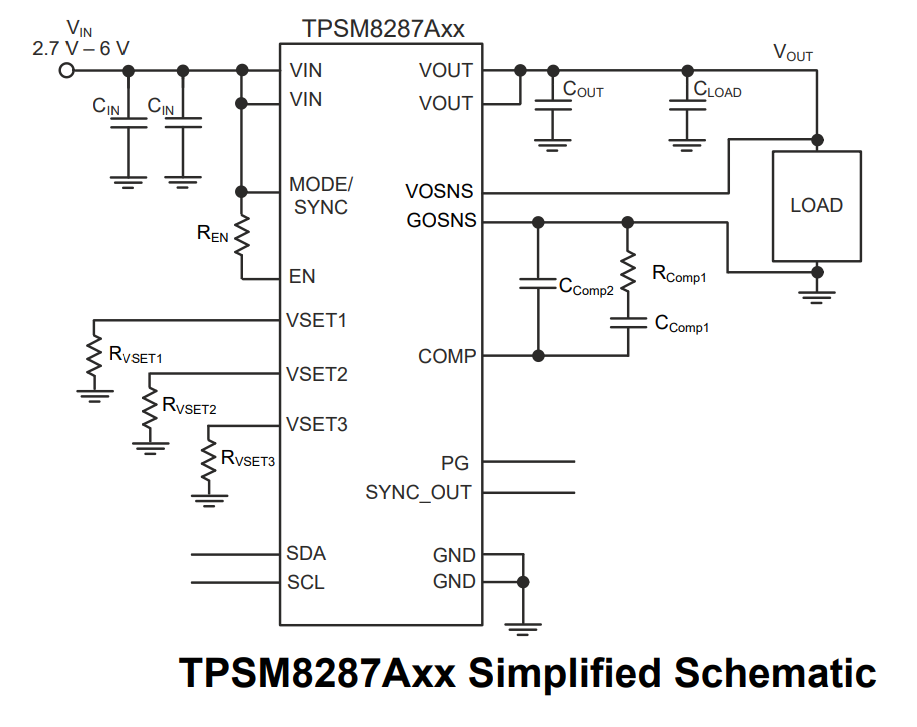 TPSM8287Axx
VIN
2.7 V – 6 V
VIN
VOUT
VOUT
CIN
CIN
VIN
VOUT
COUT
CLOAD
MODE/
SYNC
VOSNS
GOSNS
LOAD
REN
EN
CComp2
RComp1
CComp1
VSET1
RVSET1
COMP
VSET2
RVSET2
VSET3
RVSET3
PG
SYNC_OUT
SDA
SCL
GND
GND
TPSM8287Axx Simplified Schematic